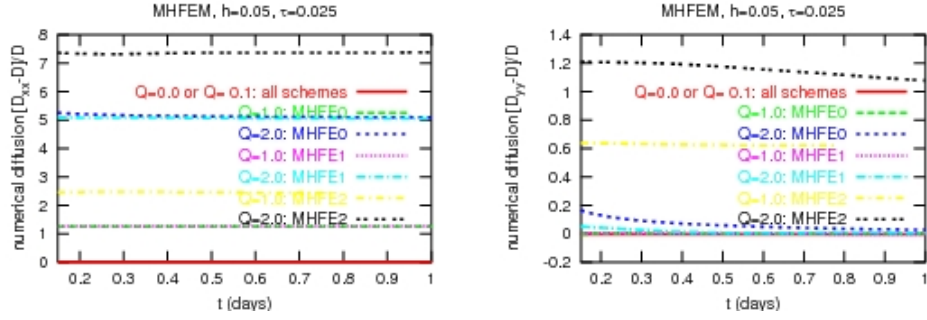 MHFEM, h=0.05, τ=0.025
numerical diffusion [Dxx-D]/D
8
7
6
5
4
3
2
1
0
Q=0.0 or Q= 0.1: all schemes
Q=1.0: MHFE0
Q=2.0: MHFE0
Q=1.0: MHFE1
Q=2.0: MHFE1
Q=1.0: MHFE2
Q=2.0: MHFE2
0.2 0.3 0.4 0.5 0.6 0.7 0.8 0.9 1
t (days)
MHFEM, h=0.05, τ=0.025
numerical diffusion [Dyy-D]/D
1.4
1.2
1
0.8
0.6
0.4
0.2
0
-0.2
Q=0.0 or Q= 0.1: all schemes
Q=1.0: MHFE0
Q=2.0: MHFE0
Q=1.0: MHFE1
Q=2.0: MHFE1
Q=1.0: MHFE2
Q=2.0: MHFE2
0.2 0.3 0.4 0.5 0.6 0.7 0.8 0.9 1
t (days)